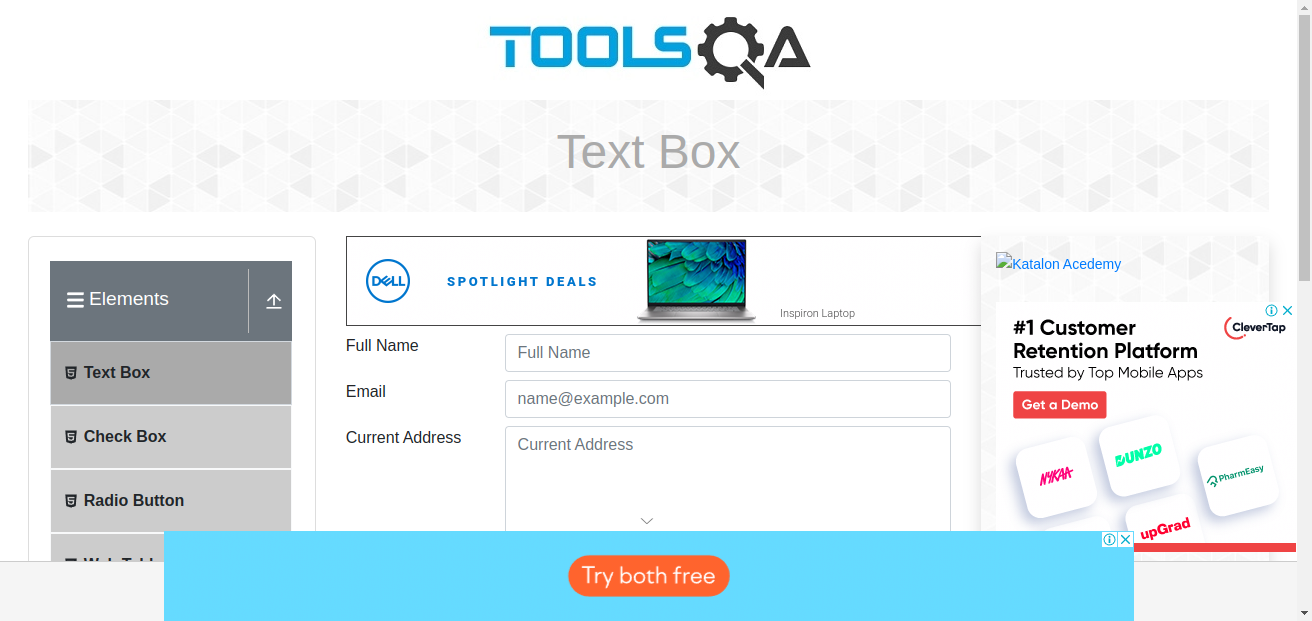 TOOLSQA
Text Box
Elements
Text Box
Check Box
Radio Button
DELL
SPOTLIGHT DEALS
Inspiron Laptop
Full Name
Full Name
Email
name@example.com
Current Address
Current Address
Katalon Acedemy
#1 Customer
Retention Platform
Trusted by Top Mobile Apps
Get a Demo
CleverTap
NYKAA
DUNZO
PharmEasy
upGrad
Try both free